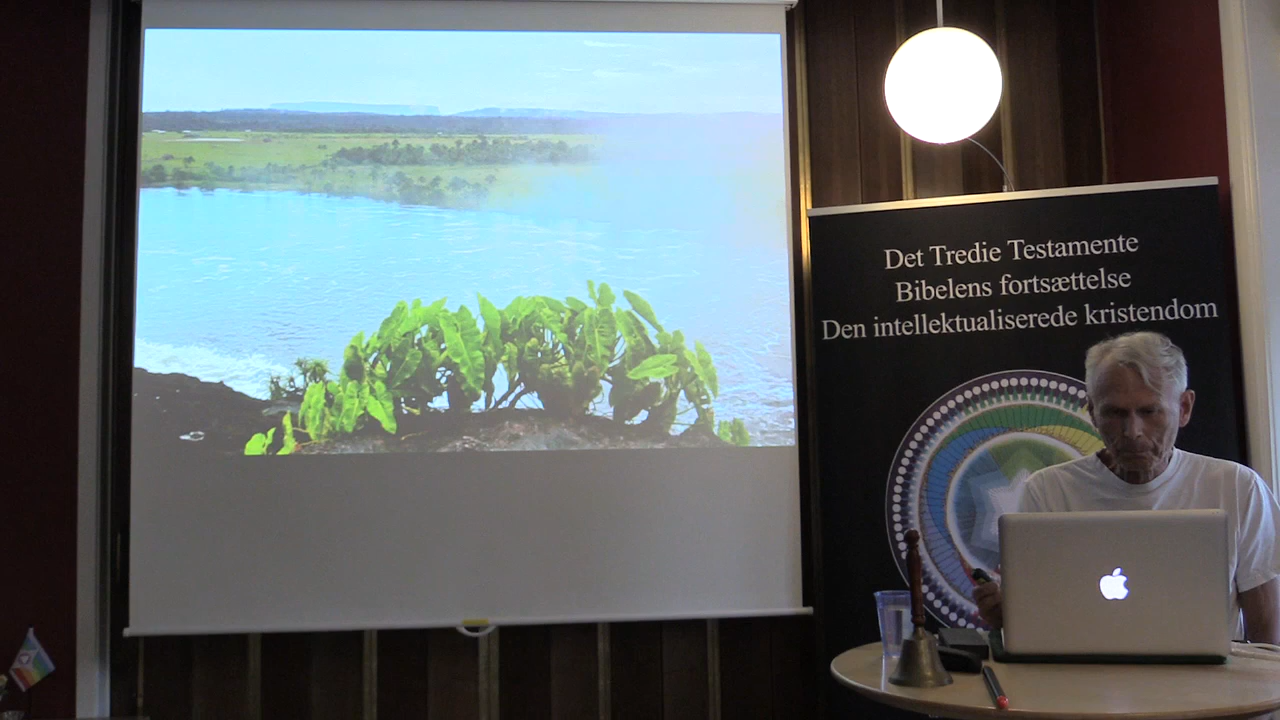 Det Tredie Testamente
Bibelens fortsættelse
Den intellektualiserede kristendom